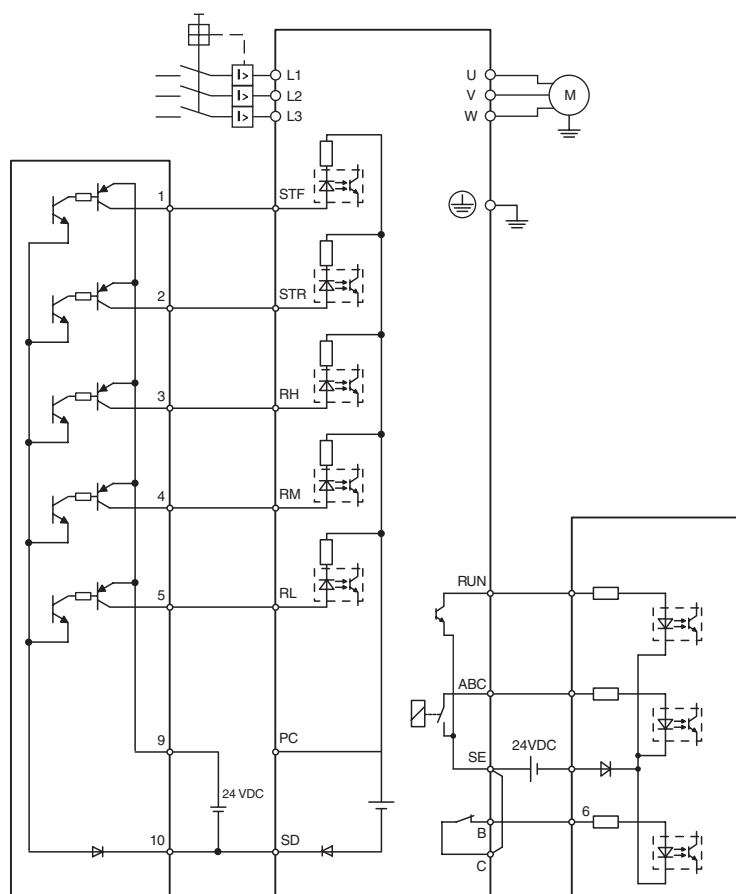 I>
L1
I>
L2
I>
L3
U
V
W
M
1
STF
2
STR
3
RH
4
RM
5
RL
RUN
ABC
SE
24VDC
9
PC
24 VDC
10
SD
B
C
6